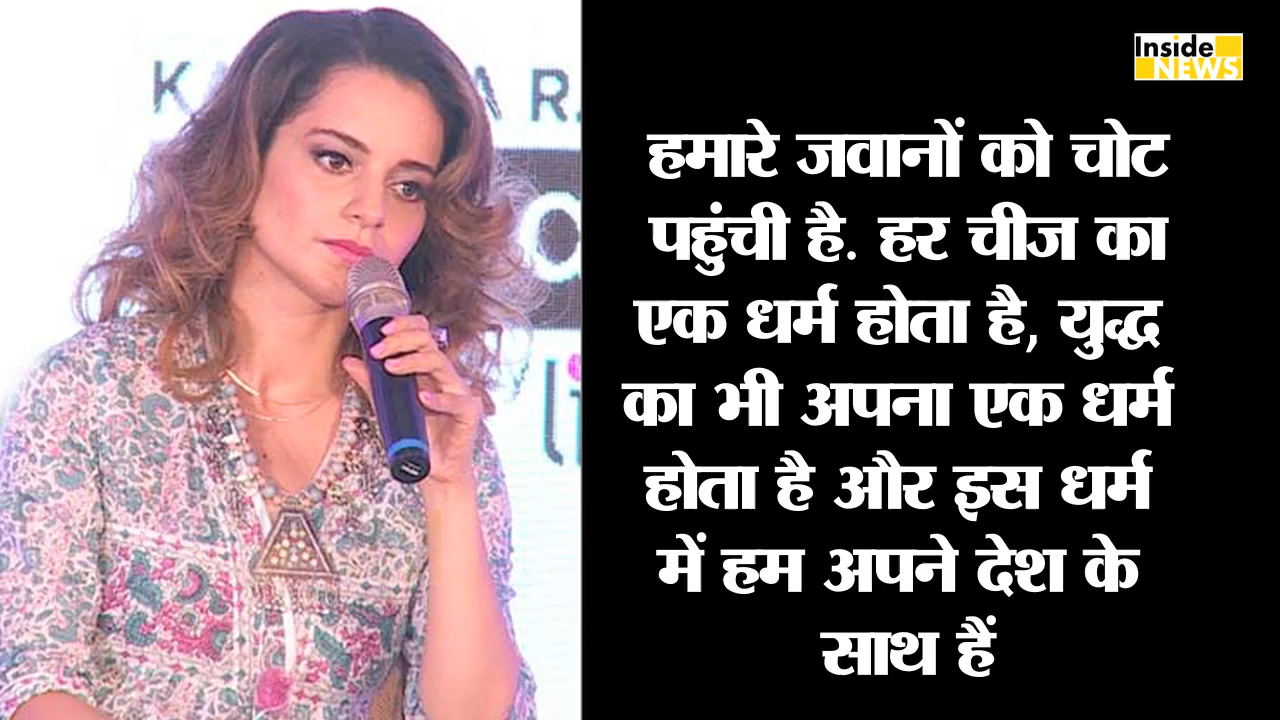 Inside
NEWS
हमारे जवानों को चोट
पहुंची है. हर चीज का
एक धर्म होता है, युद्ध
का भी अपना एक धर्म
होता है और इस धर्म
में हम अपने देश के
साथ हैं